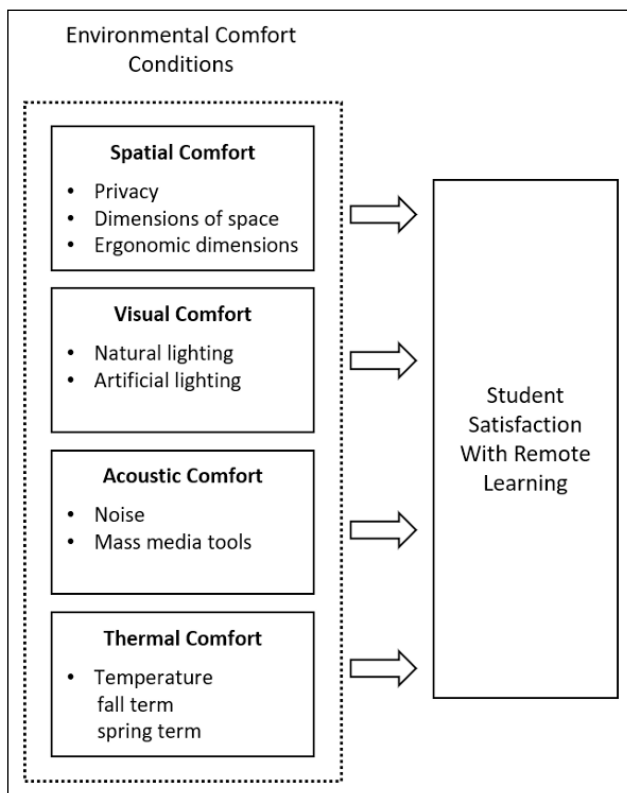 Environmental Comfort
Conditions
Spatial Comfort
• Privacy
• Dimensions of space
• Ergonomic dimensions
Visual Comfort
• Natural lighting
• Artificial lighting
Acoustic Comfort
• Noise
• Mass media tools
Thermal Comfort
• Temperature
fall term
spring term
Student
Satisfaction
With Remote
Learning